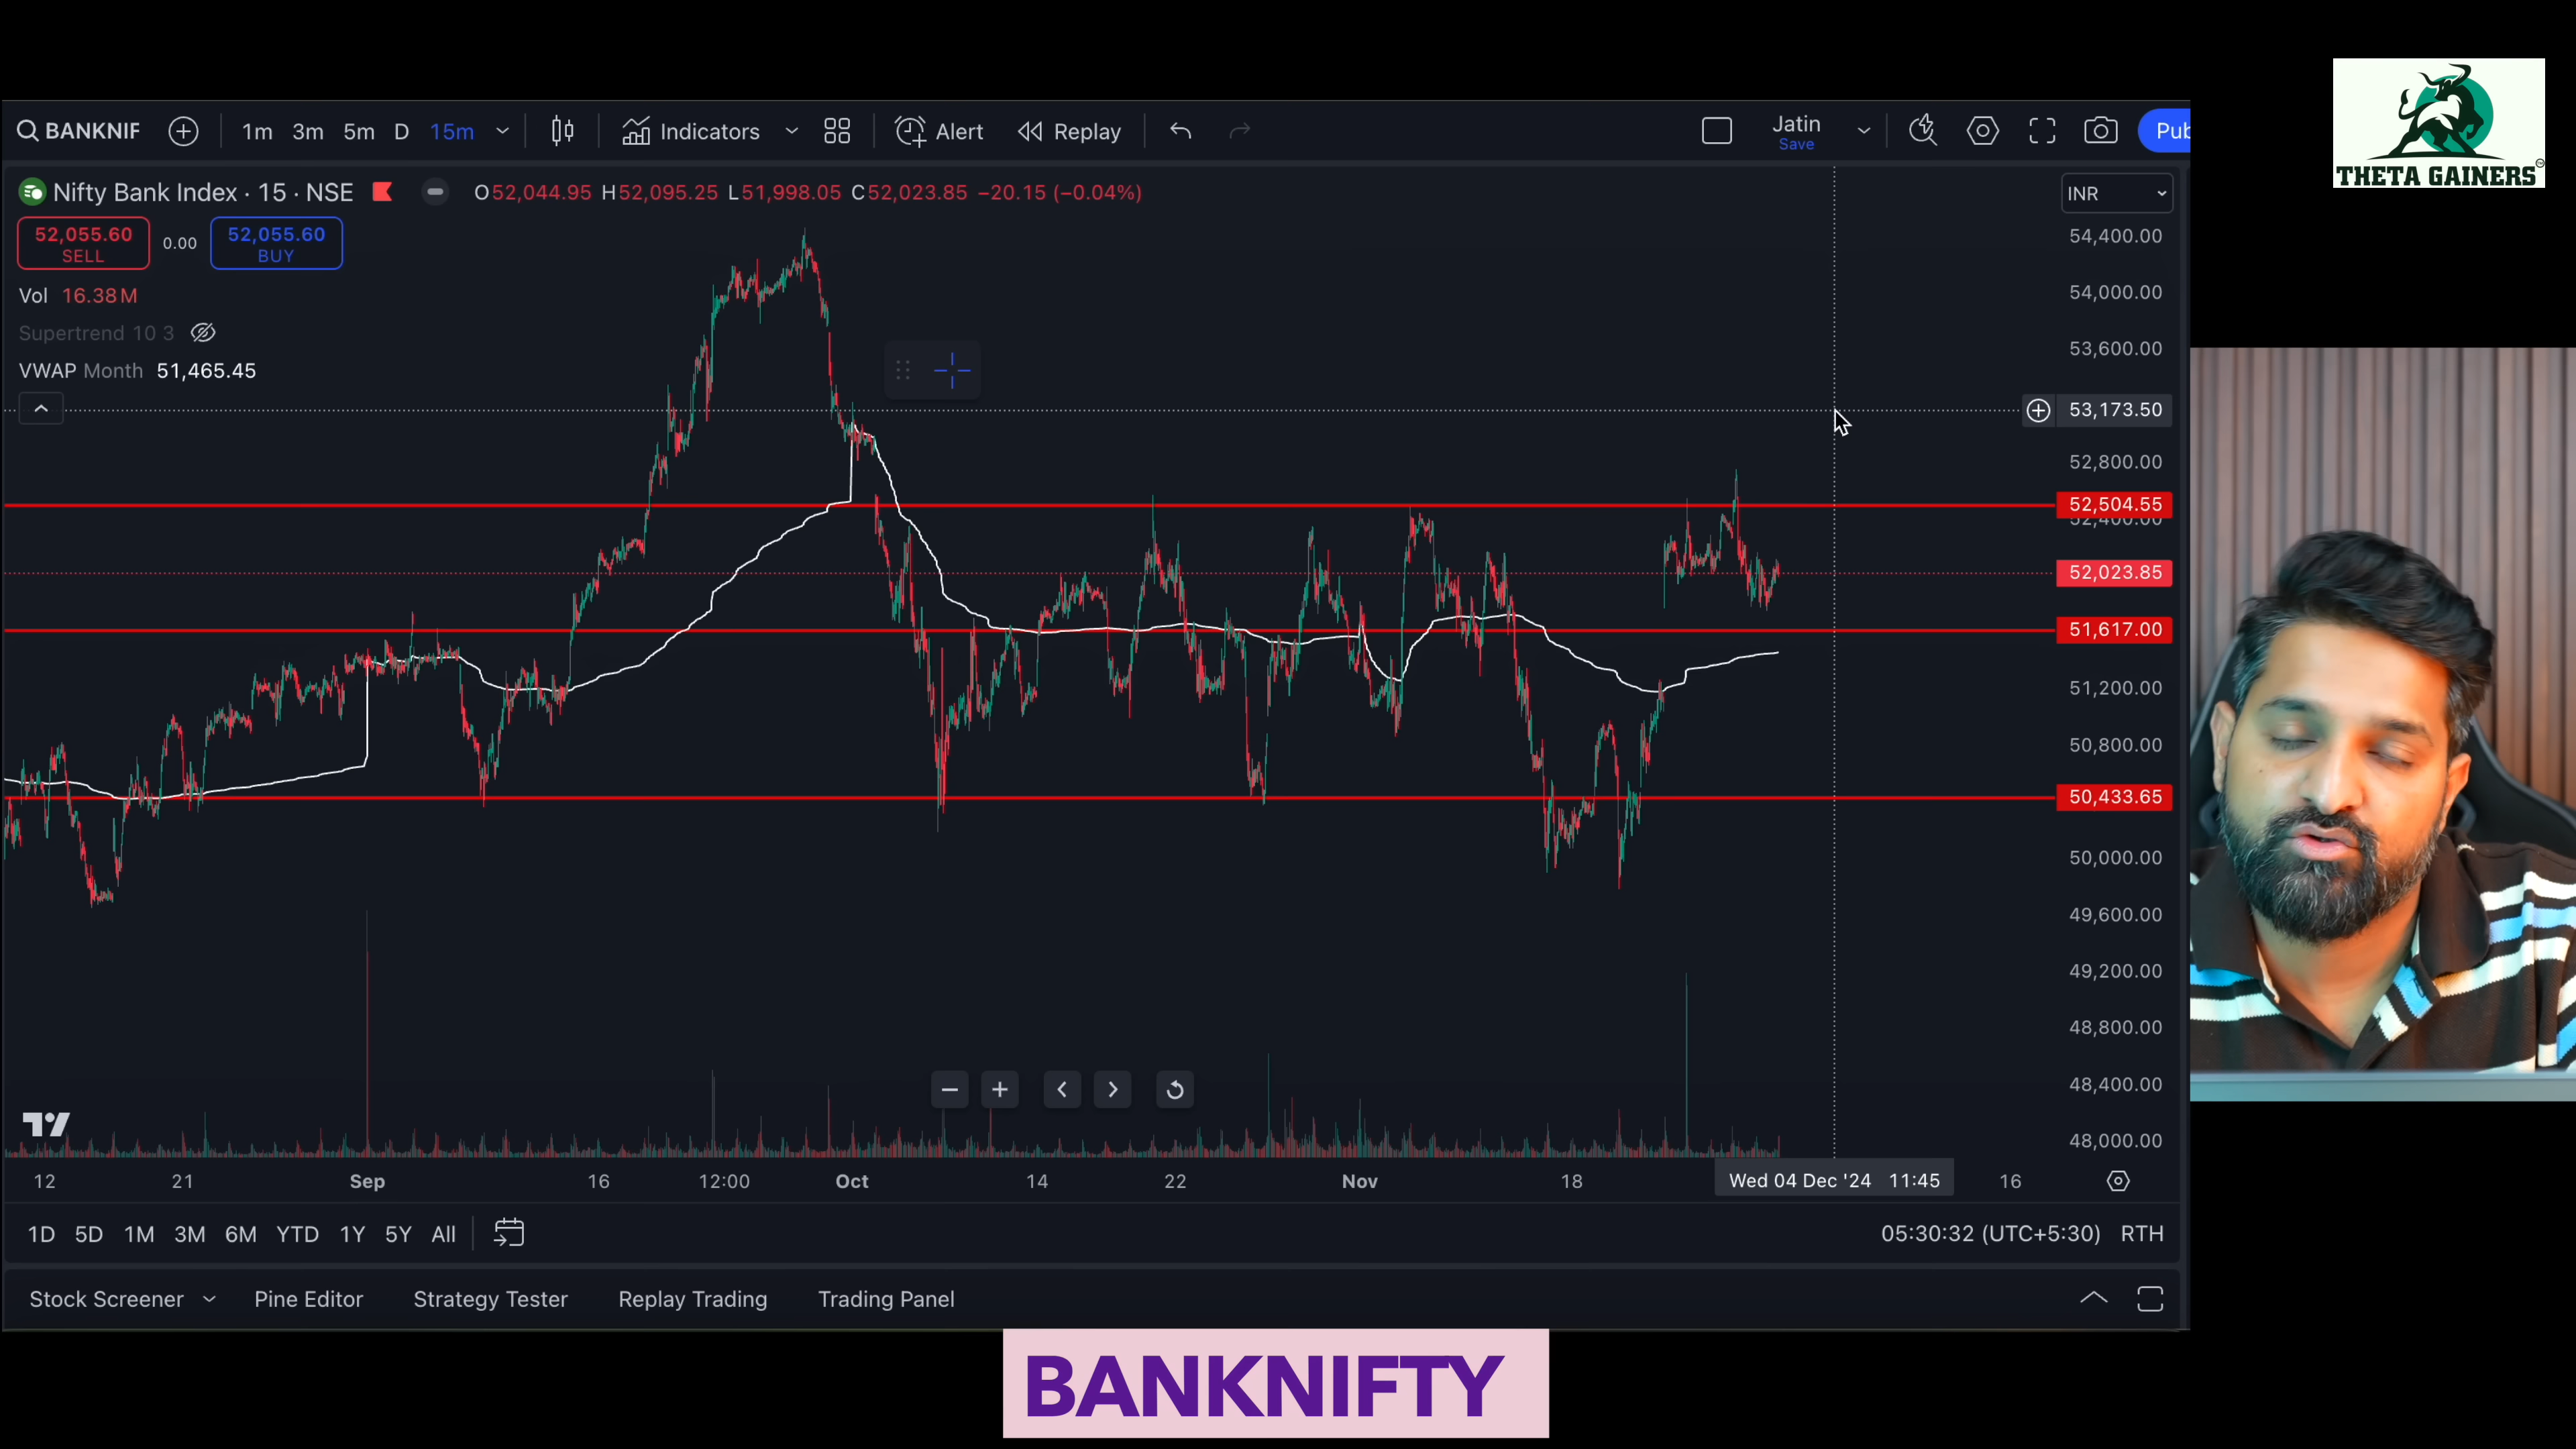 THETA GAINERS
BANKNIF 1m 3m 5m D 15m Indicators Alert Replay Jatin Save Pub
Nifty Bank Index · 15 · NSE O52,044.95 H52,095.25 L51,998.05 C52,023.85 −20.15 (−0.04%) INR
52,055.60 SELL 0.00 52,055.60 BUY
Vol 16.38M
Supertrend 10 3
VWAP Month 51,465.45
54,400.00
54,000.00
53,600.00
53,173.50
52,800.00
52,504.55
52,400.00
52,023.85
51,617.00
51,200.00
50,800.00
50,433.65
50,000.00
49,600.00
49,200.00
48,800.00
48,400.00
48,000.00
12 21 Sep 16 12:00 Oct 14 22 Nov 18 Wed 04 Dec '24 11:45 16
1D 5D 1M 3M 6M YTD 1Y 5Y All 05:30:32 (UTC+5:30) RTH
Stock Screener Pine Editor Strategy Tester Replay Trading Trading Panel
BANKNIFTY